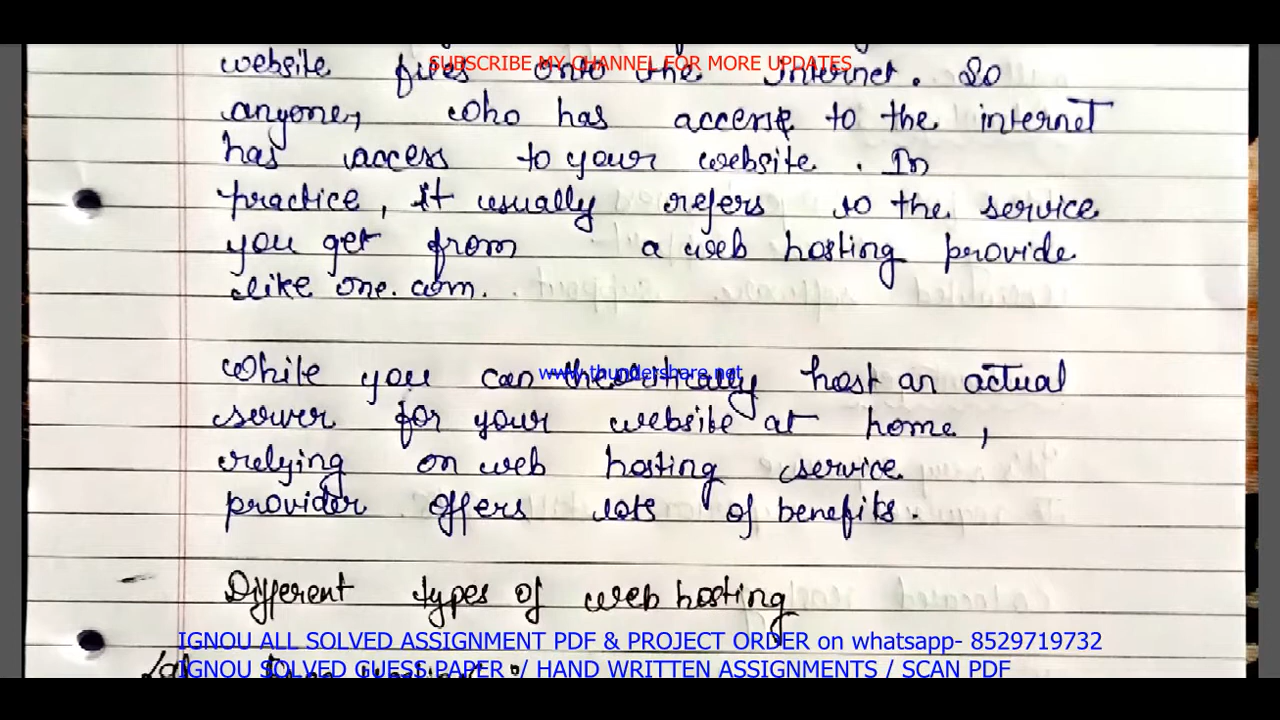 SUBSCRIBE MY CHANNEL FOR MORE UPDATES
website files onto the Internet. So
anyone, who has access to the internet
has access to your website. In
practice, it usually refers to the service
you get from a web hosting provide
like one.com.
www.thundershare.net
While you can theoritically host an actual
server for your website at home,
relying on web hosting service
provider offers lots of benefits.
Different types of web hosting
IGNOU ALL SOLVED ASSIGNMENT PDF & PROJECT ORDER on whatsapp- 8529719732
IGNOU SOLVED GUESS PAPER / HAND WRITTEN ASSIGNMENTS / SCAN PDF